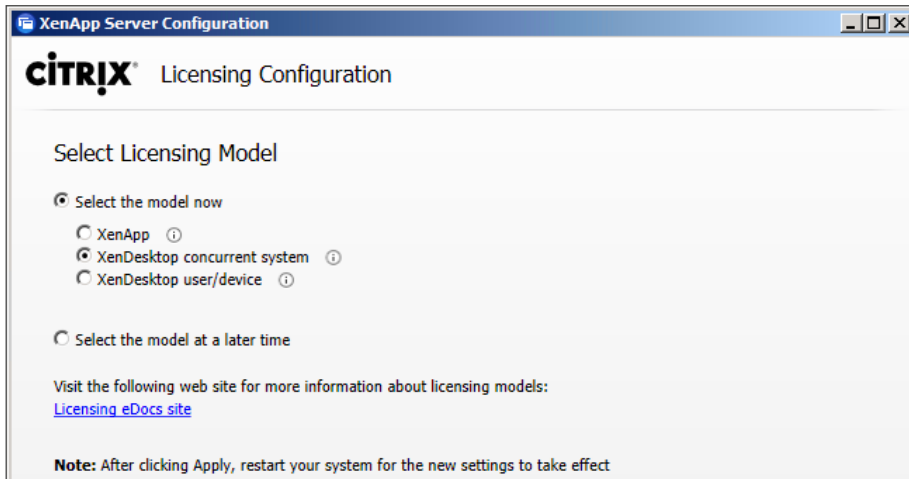 XenApp Server Configuration
CİTRIX® Licensing Configuration
Select Licensing Model
Select the model now
XenApp
XenDesktop concurrent system
XenDesktop user/device
Select the model at a later time
Visit the following web site for more information about licensing models:
Licensing eDocs site
Note: After clicking Apply, restart your system for the new settings to take effect